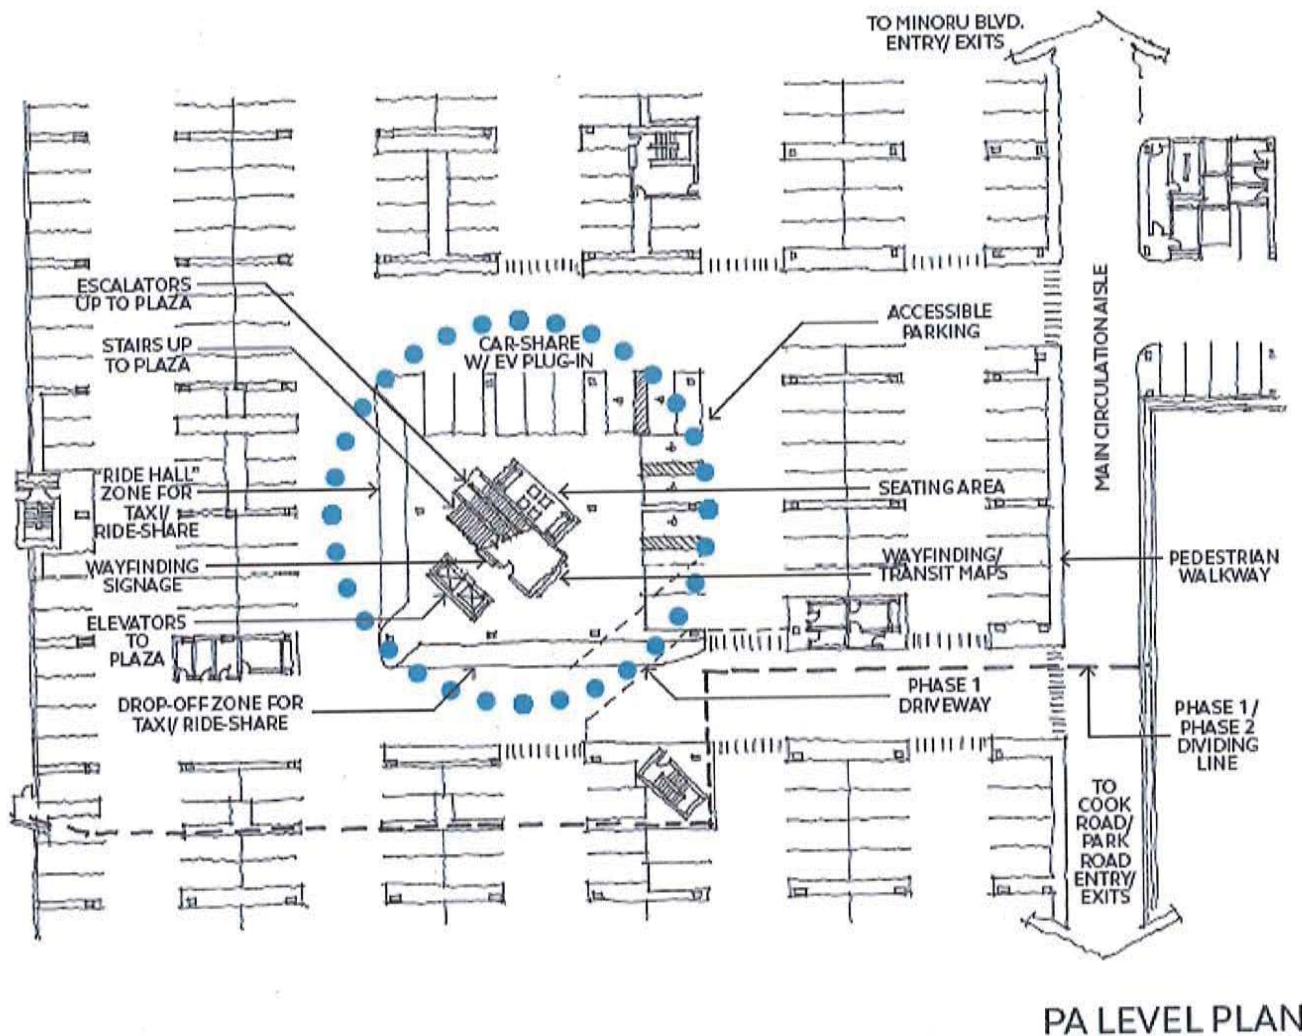 TO MINORU BLVD.
ENTRY/ EXITS
ESCALATORS
UP TO PLAZA
CAR-SHARE
W/ EV PLUG-IN
ACCESSIBLE
PARKING
STAIRS UP
TO PLAZA
MAIN CIRCULATION AISLE
"RIDE HALL"
ZONE FOR
TAXI/
RIDE-SHARE
SEATING AREA
WAYFINDING
SIGNAGE
WAYFINDING/
TRANSIT MAPS
PEDESTRIAN
WALKWAY
ELEVATORS
TO
PLAZA
DROP-OFF ZONE FOR
TAXI/ RIDE-SHARE
PHASE 1
DRIVEWAY
PHASE 1 /
PHASE 2
DIVIDING
LINE
TO
COOK
ROAD/
PARK
ROAD
ENTRY/
EXITS
PA LEVEL PLAN